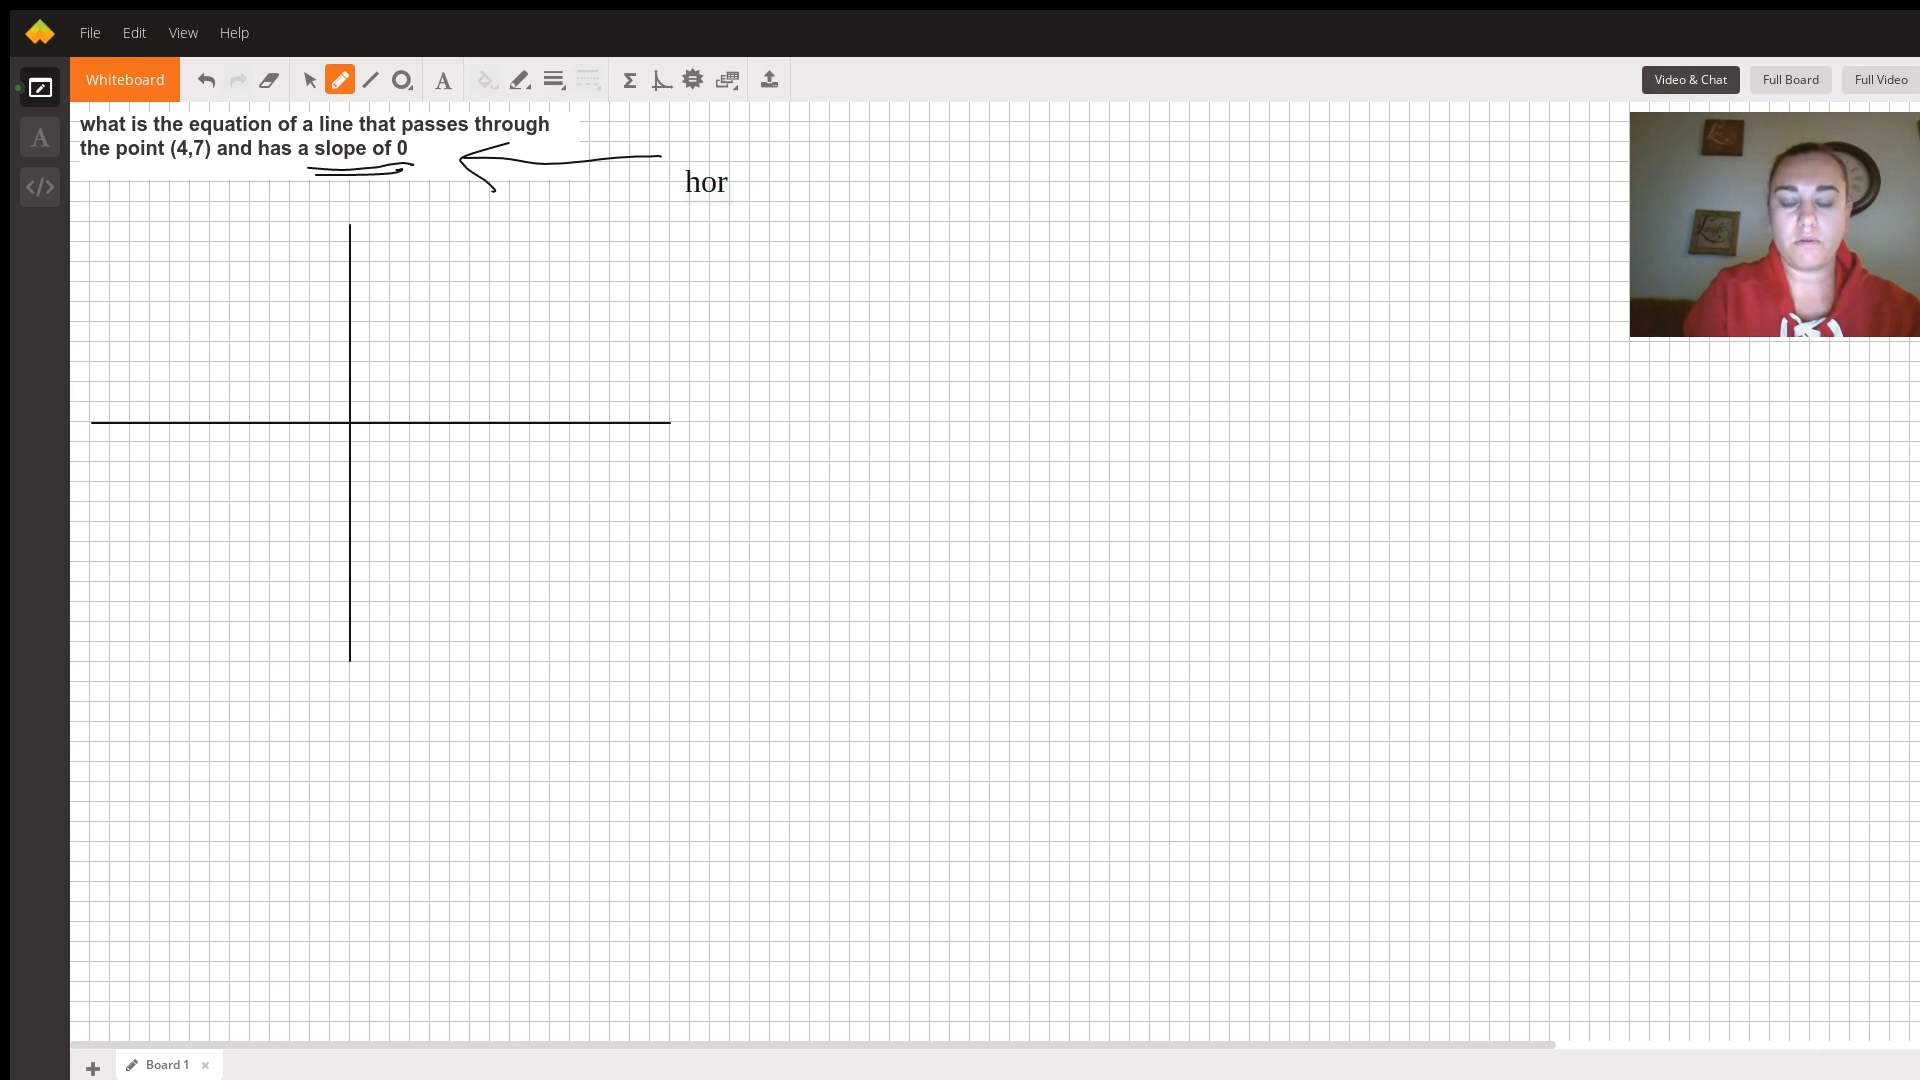 File Edit View Help
Whiteboard A Σ Video & Chat Full Board Full Video
what is the equation of a line that passes through
the point (4,7) and has a slope of 0
hor
A
</>
Board 1